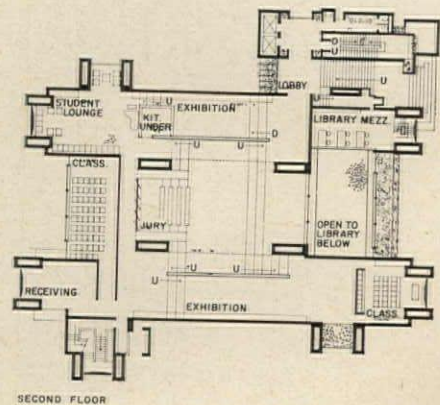 LOBBY
D
U
U
S
STUDENT
LOUNGE
U
EXHIBITION
U
KIT.
UNDER
LIBRARY MEZZ.
D
U
U
CLASS.
JURY
OPEN TO
LIBRARY
BELOW
U
U
U
RECEIVING
EXHIBITION
CLASS.
SECOND FLOOR